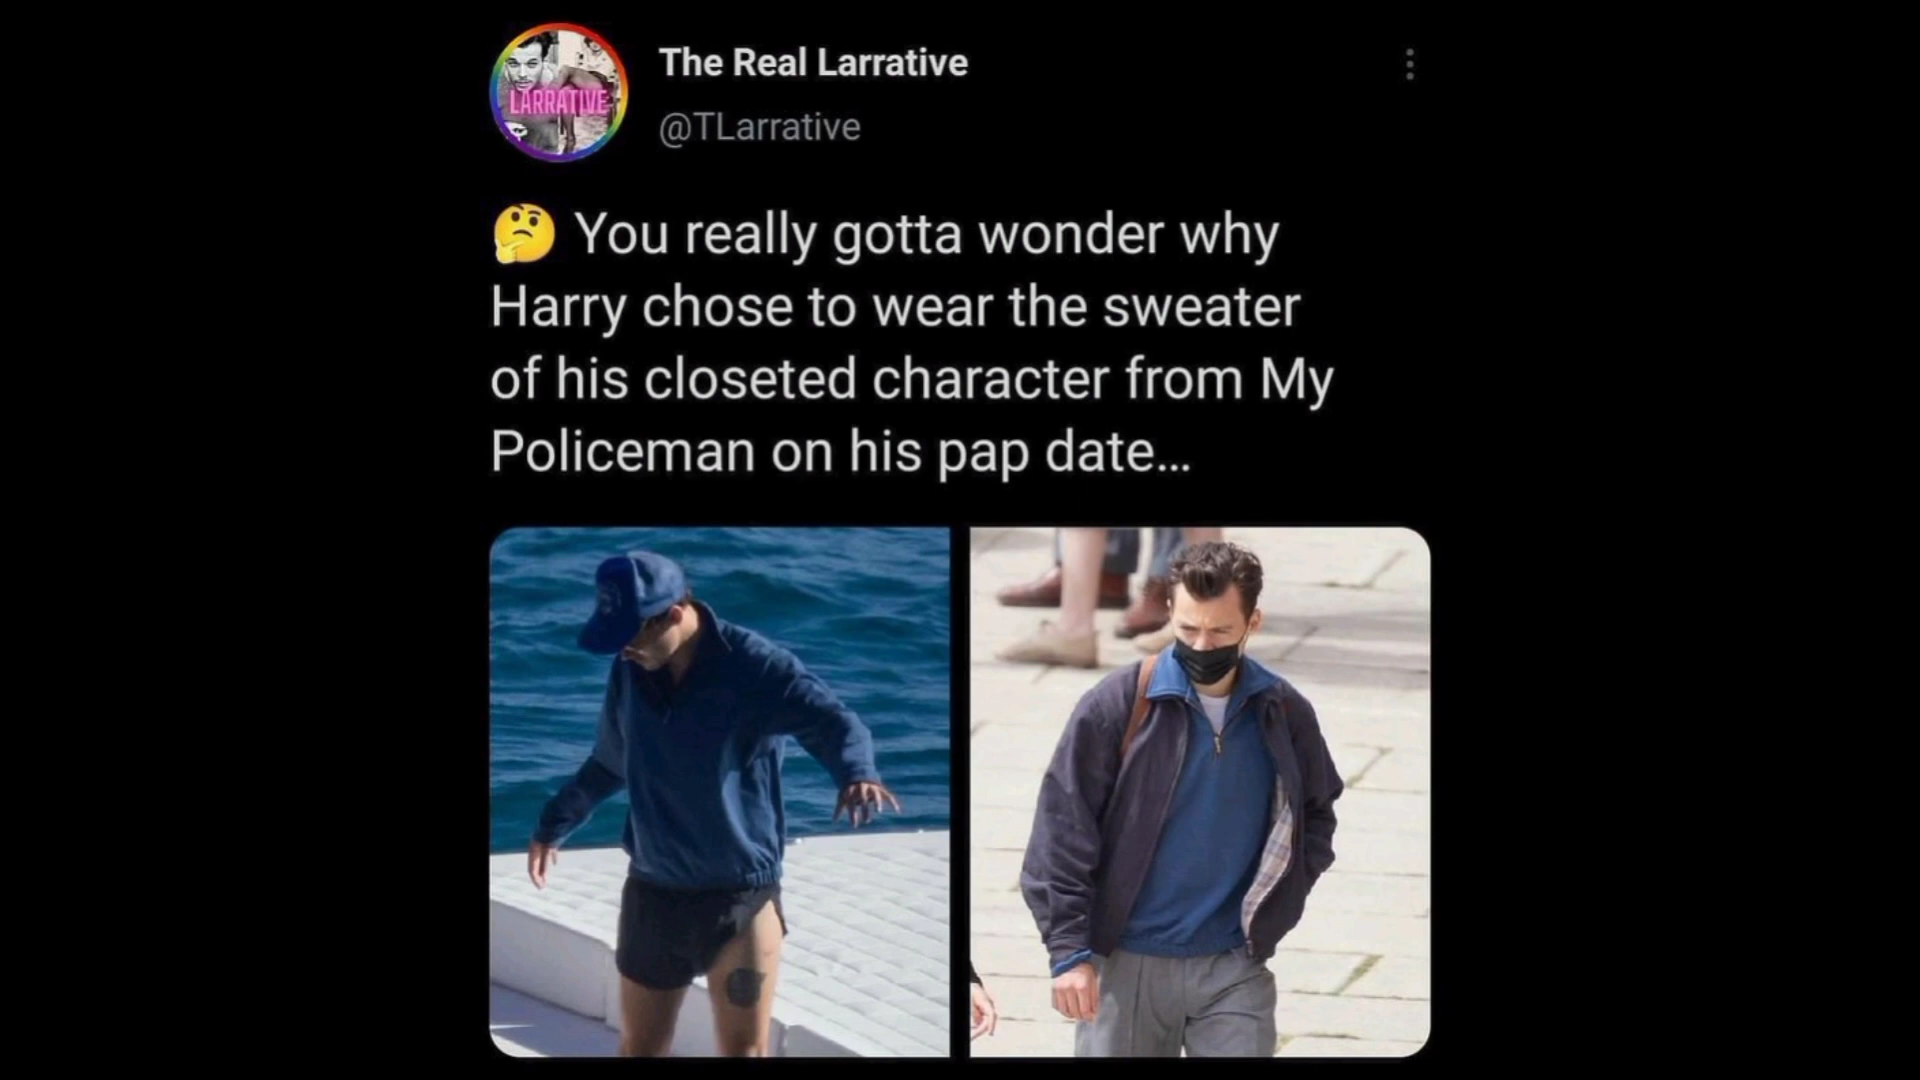 LARRATIVE
The Real Larrative
@TLarrative
🤔 You really gotta wonder why
Harry chose to wear the sweater
of his closeted character from My
Policeman on his pap date...